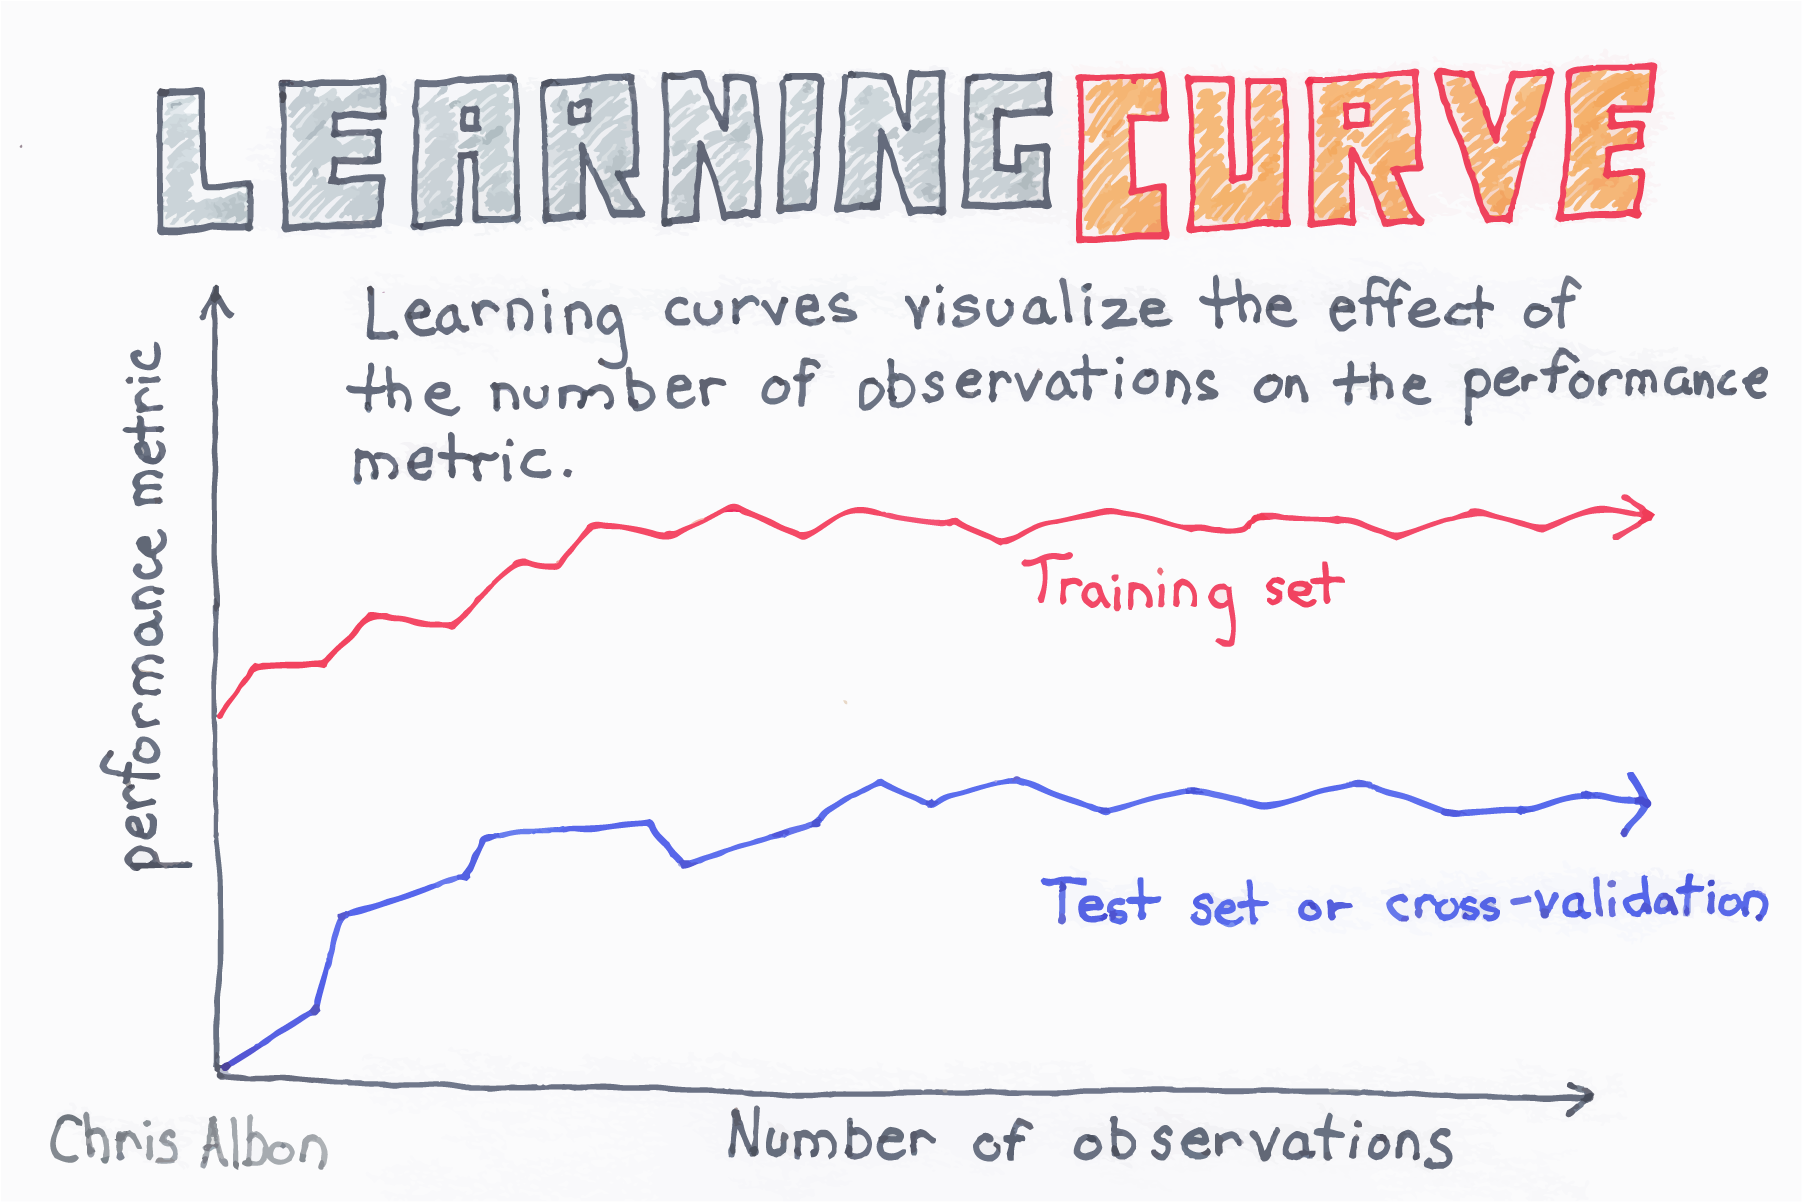 LEARNING CURVE
Learning curves visualize the effect of
the number of observations on the performance
metric.
performance metric
Training set
Test set or cross-validation
Number of observations
Chris Albon